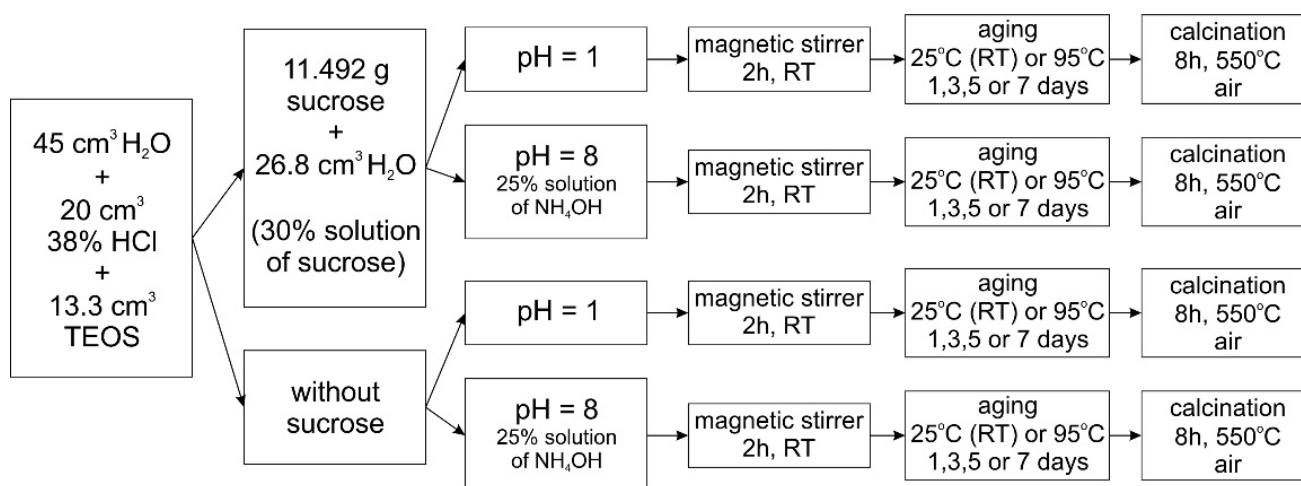 45 cm³ H₂O
+
20 cm³
38% HCl
+
13.3 cm³
TEOS
11.492 g
sucrose
+
26.8 cm³ H₂O
(30% solution
of sucrose)
pH = 1
magnetic stirrer
2h, RT
aging
25°C (RT) or 95°C
1,3,5 or 7 days
calcination
8h, 550°C
air
pH = 8
25% solution
of NH₄OH
magnetic stirrer
2h, RT
aging
25°C (RT) or 95°C
1,3,5 or 7 days
calcination
8h, 550°C
air
without
sucrose
pH = 1
magnetic stirrer
2h, RT
aging
25°C (RT) or 95°C
1,3,5 or 7 days
calcination
8h, 550°C
air
pH = 8
25% solution
of NH₄OH
magnetic stirrer
2h, RT
aging
25°C (RT) or 95°C
1,3,5 or 7 days
calcination
8h, 550°C
air